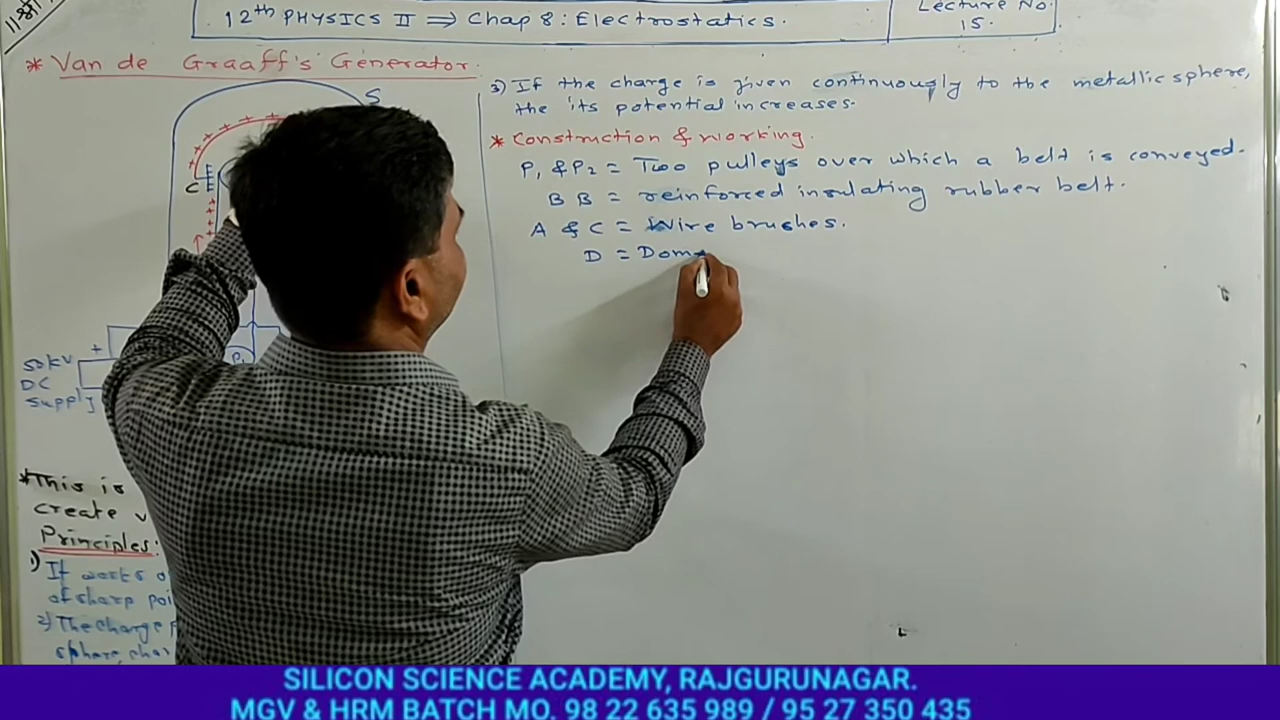 ॥श्री॥
12th PHYSICS II ⇒ Chap 8: Electrostatics.
Lecture No.
15.
* Van de Graaff's Generator.
S
C
+
50kV
DC
supply
P1
* This is
create v
Principles:
1) It works o
of sharp poi
2) The charge
sphere, cha
3) If the charge is given continuously to the metallic sphere,
the its potential increases.
* Construction & working.
P1 & P2 = Two pulleys over which a belt is conveyed.
B B = reinforced insulating rubber belt.
A & C = Wire brushes.
D = Dome
SILICON SCIENCE ACADEMY, RAJGURUNAGAR.
MGV & HRM BATCH MO. 98 22 635 989 / 95 27 350 435